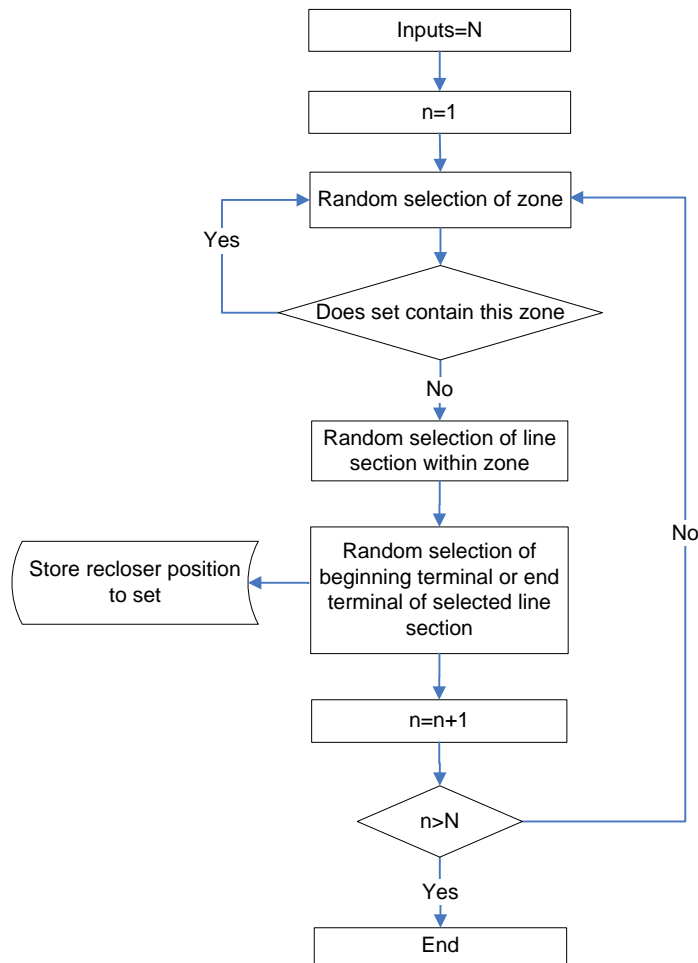 Inputs=N
n=1
Random selection of zone
Yes
Does set contain this zone
No
Random selection of line
section within zone
Random selection of
beginning terminal or end
terminal of selected line
section
Store recloser position
to set
No
n=n+1
n>N
Yes
End